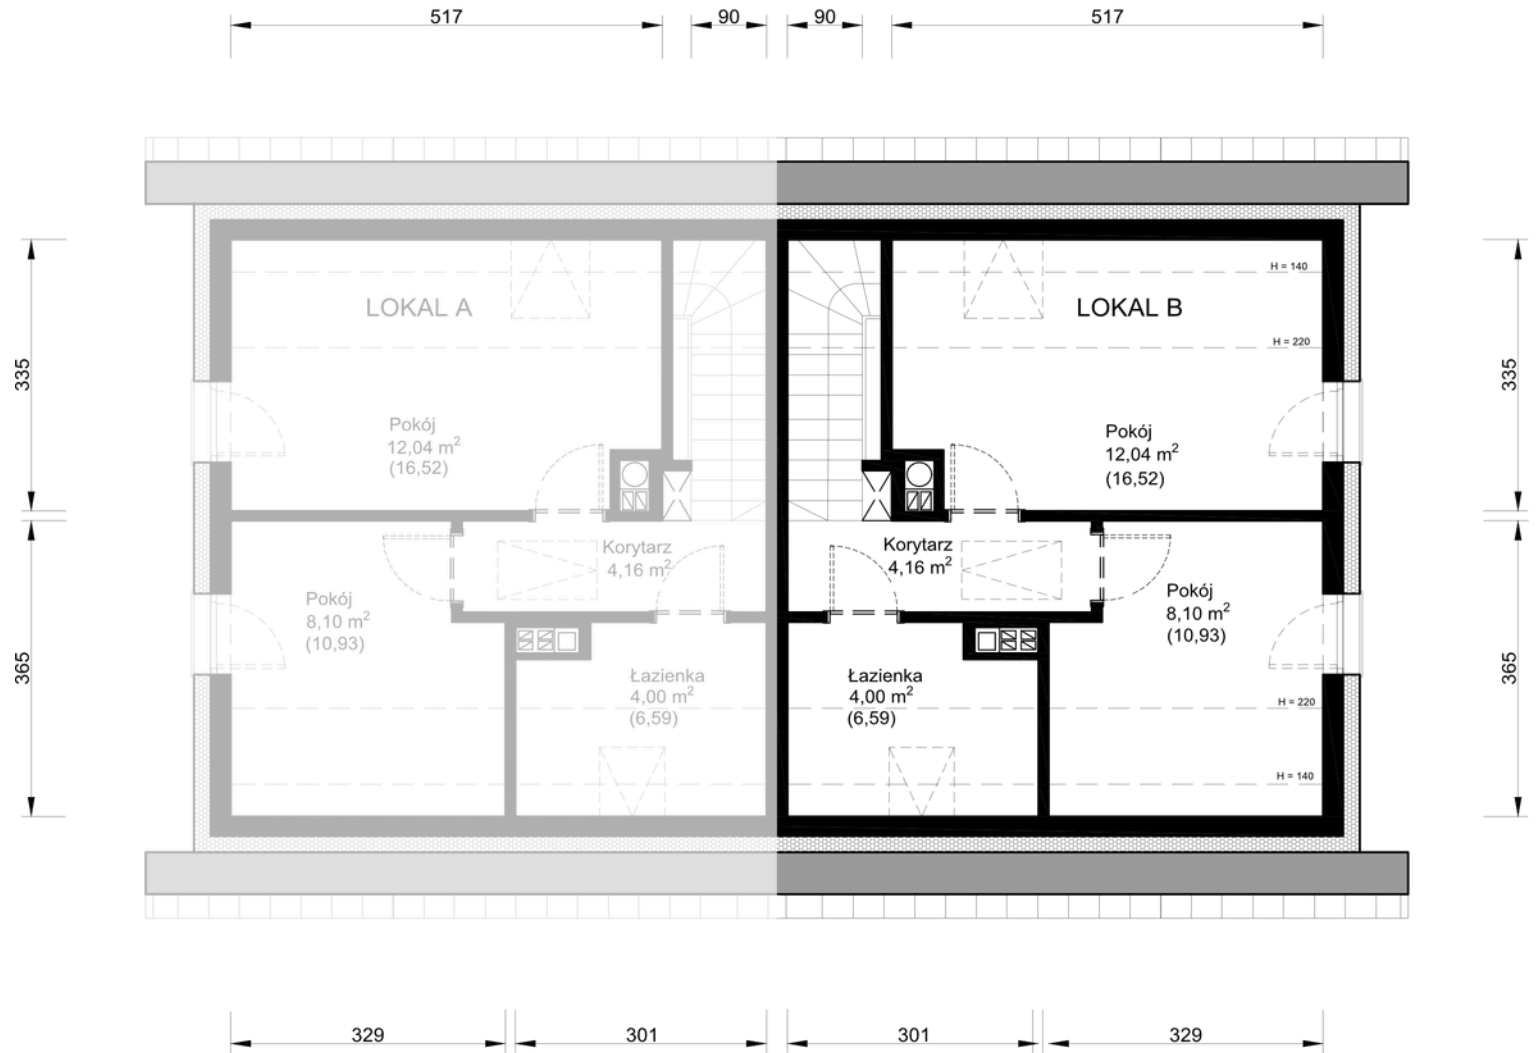 517
90
90
517
H = 140
LOKAL A
LOKAL B
H = 220
335
335
Pokój
12,04 m²
(16,52)
Pokój
12,04 m²
(16,52)
Korytarz
4,16 m²
Korytarz
4,16 m²
Pokój
8,10 m²
(10,93)
Pokój
8,10 m²
(10,93)
365
365
Łazienka
4,00 m²
(6,59)
Łazienka
4,00 m²
(6,59)
H = 220
H = 140
329
301
301
329